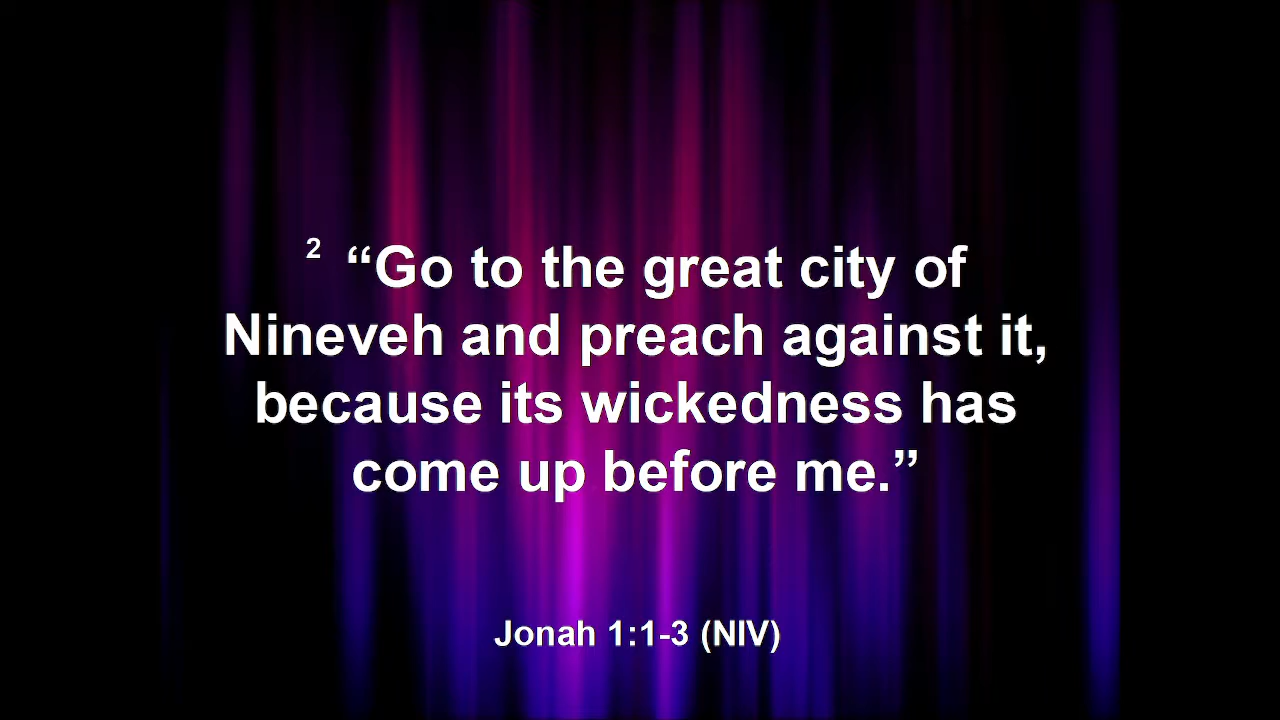 2 “Go to the great city of
Nineveh and preach against it,
because its wickedness has
come up before me.”
Jonah 1:1-3 (NIV)